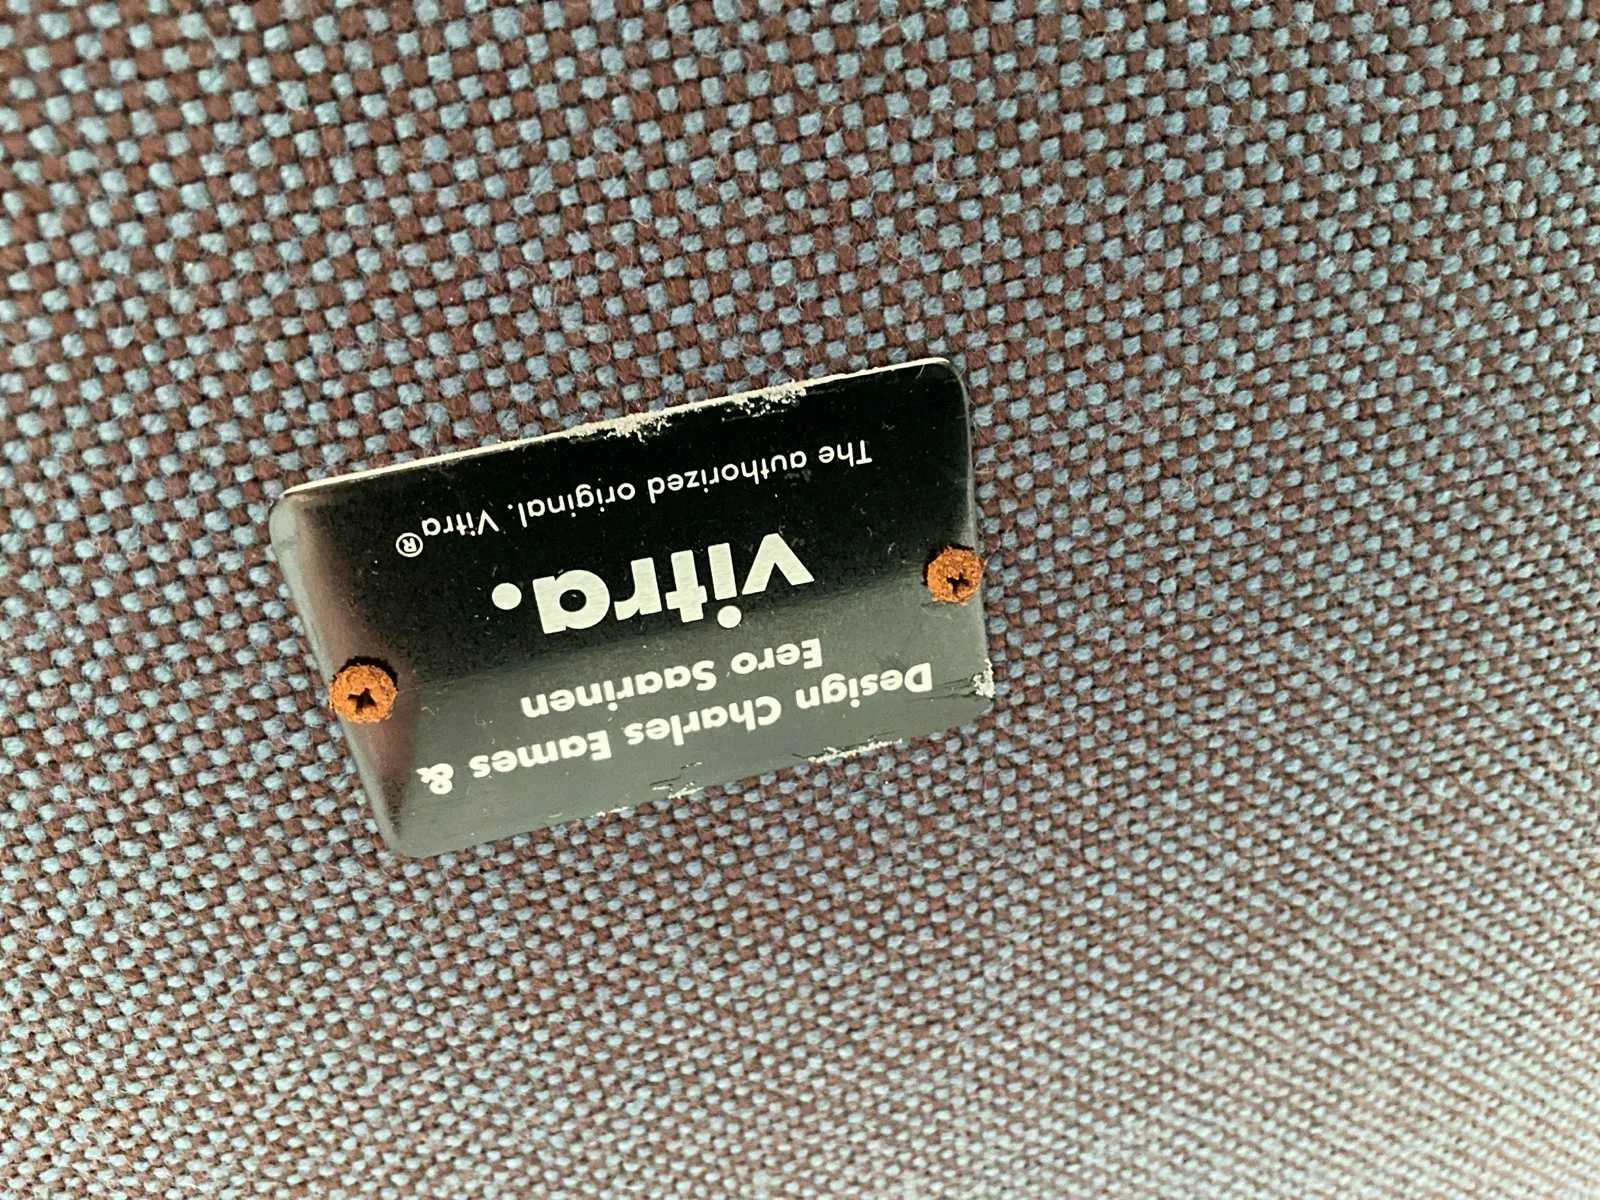 Design Charles Eames &
Eero Saarinen
vitra.
The authorized original. Vitra®